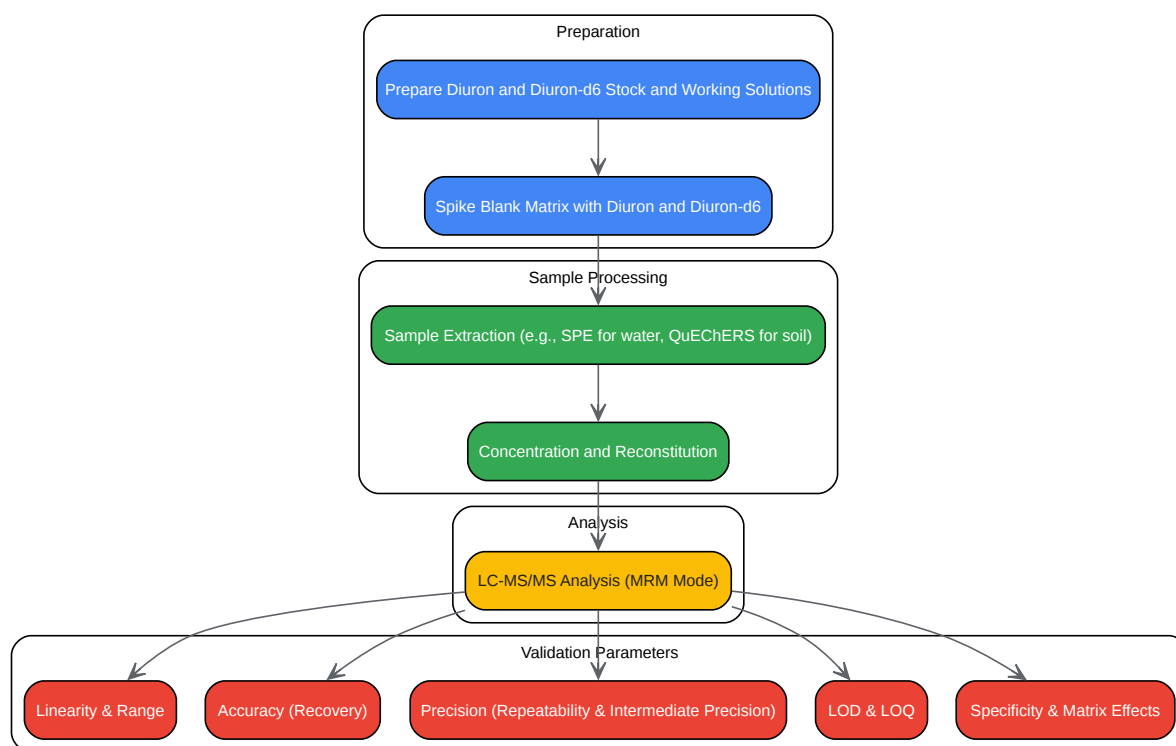 Preparation
Prepare Diuron and Diuron-d6 Stock and Working Solutions
Spike Blank Matrix with Diuron and Diuron-d6
Sample Processing
Sample Extraction (e.g., SPE for water, QuEChERS for soil)
Concentration and Reconstitution
Analysis
LC-MS/MS Analysis (MRM Mode)
Validation Parameters
Linearity & Range
Accuracy (Recovery)
Precision (Repeatability & Intermediate Precision)
LOD & LOQ
Specificity & Matrix Effects